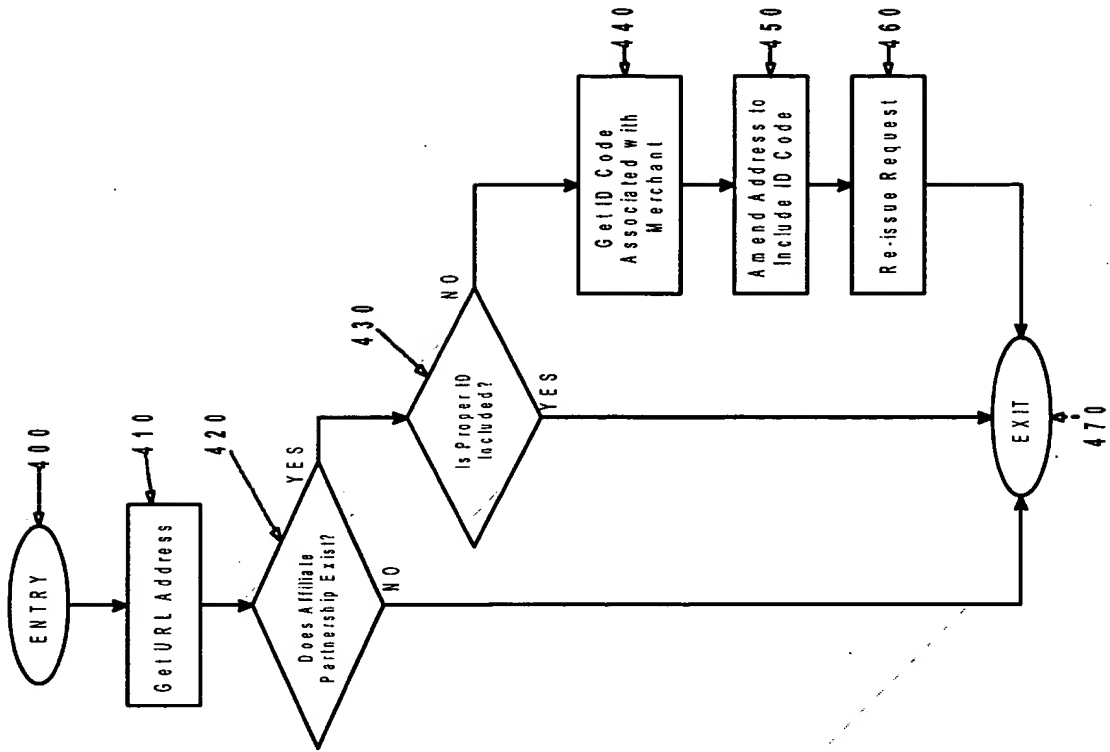 ENTRY
400
Get URL Address
410
Does Affiliate
Partnership Exist?
420
YES
NO
Is Proper ID
Included?
430
NO
YES
Get ID Code
Associated with
Merchant
440
Amend Address to
Include ID Code
450
Re-issue Request
460
EXIT
470